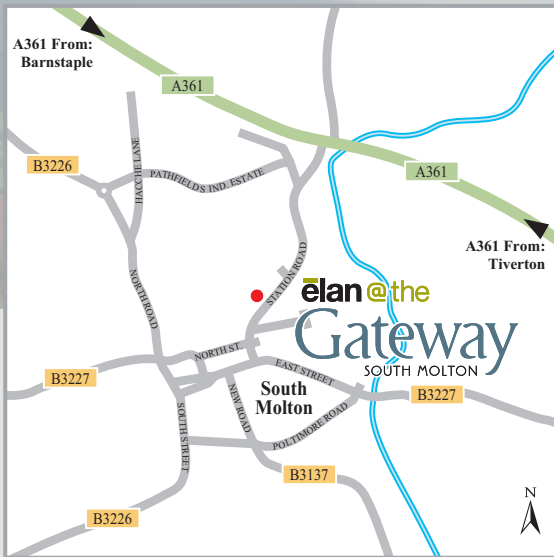 A361 From:
Barnstaple
A361
B3226
HACCHE LANE
PATHFIELDS IND. ESTATE
A361
A361 From:
Tiverton
NORTH ROAD
STATION ROAD
ēlan @ the
Gateway
SOUTH MOLTON
NORTH ST.
EAST STREET
B3227
South
Molton
B3227
SOUTH STREET
NEW ROAD
POLTIMORE ROAD
B3137
B3226
N